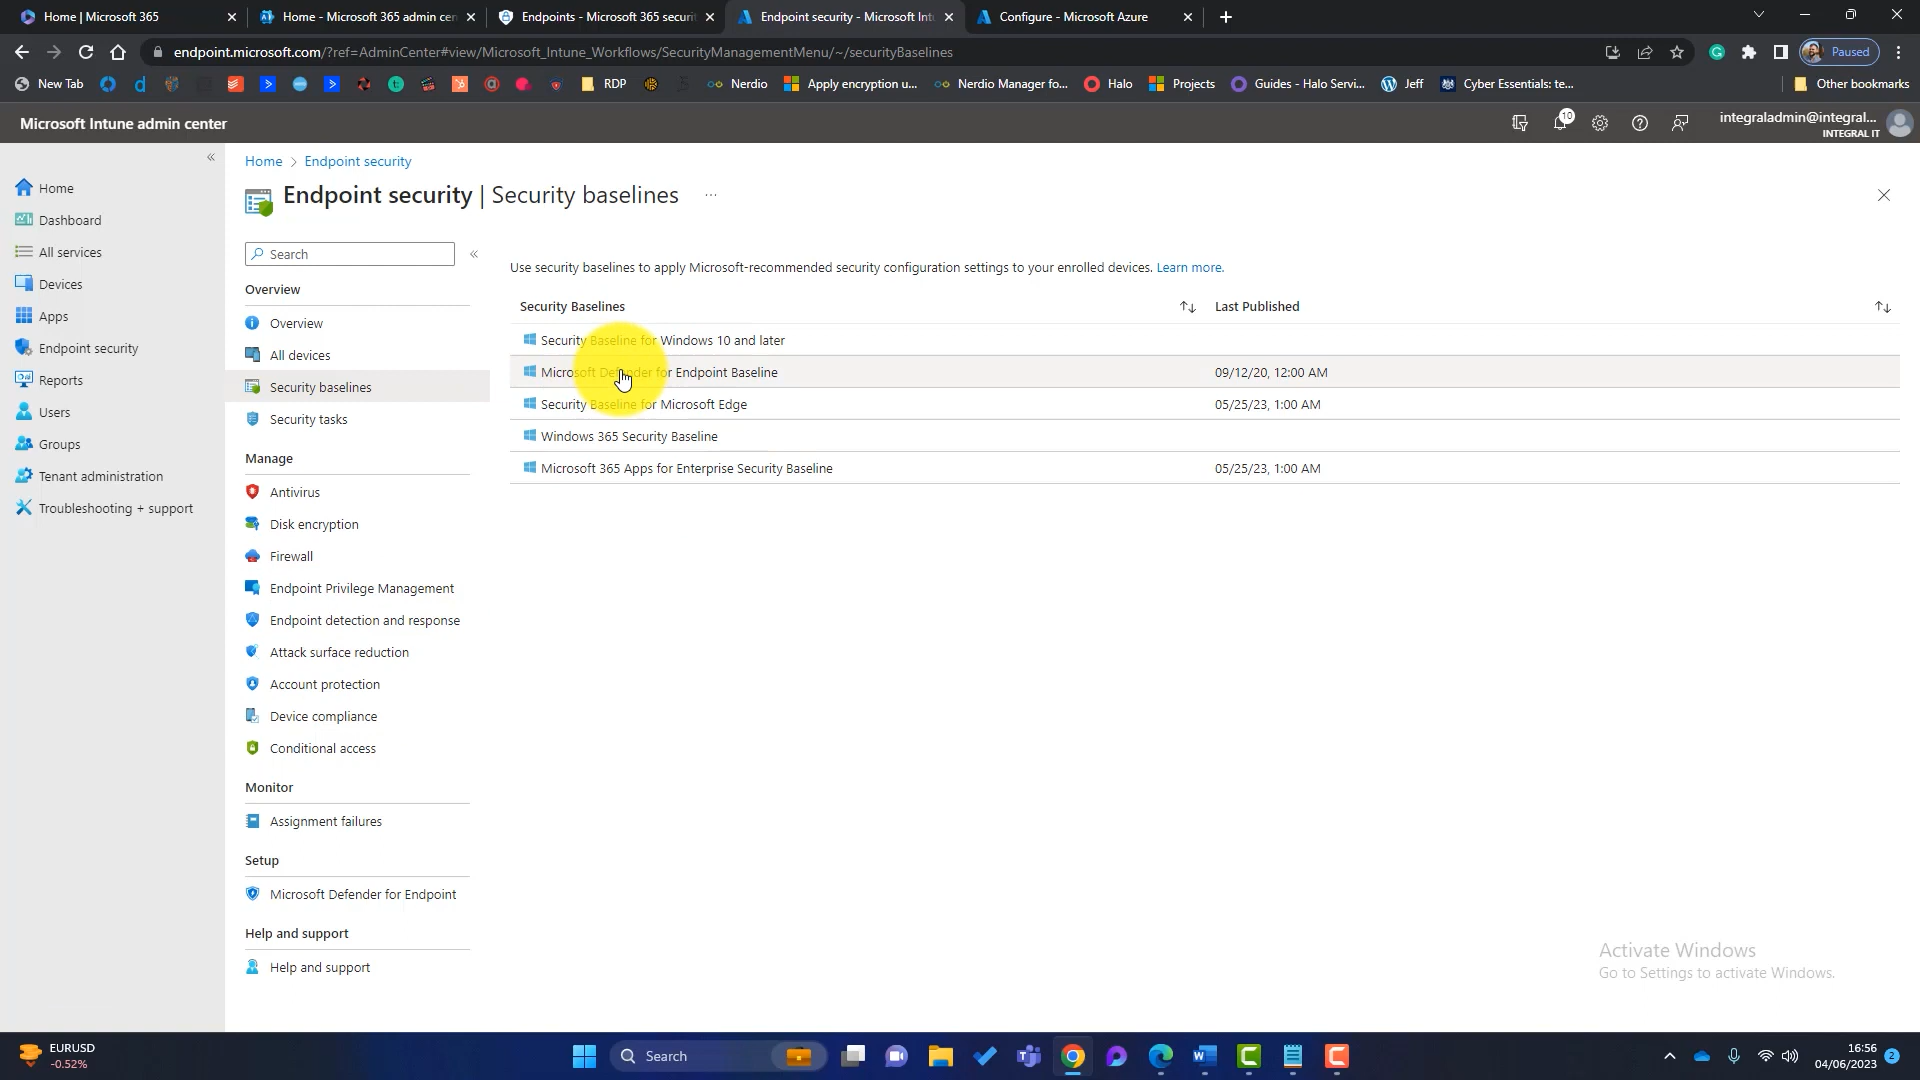 Home | Microsoft 365
Home - Microsoft 365 admin cen
Endpoints - Microsoft 365 securit
Endpoint security - Microsoft Int
Configure - Microsoft Azure
endpoint.microsoft.com/?ref=AdminCenter#view/Microsoft_Intune_Workflows/SecurityManagementMenu/~/securityBaselines
Paused
New Tab
RDP
Nerdio
Apply encryption u...
Nerdio Manager fo...
Halo
Projects
Guides - Halo Servi...
Jeff
Cyber Essentials: te...
Other bookmarks
Microsoft Intune admin center
10
integraladmin@integral...
INTEGRAL IT
Home
Dashboard
All services
Devices
Apps
Endpoint security
Reports
Users
Groups
Tenant administration
Troubleshooting + support
Home > Endpoint security
Endpoint security | Security baselines ...
Search
Overview
Overview
All devices
Security baselines
Security tasks
Manage
Antivirus
Disk encryption
Firewall
Endpoint Privilege Management
Endpoint detection and response
Attack surface reduction
Account protection
Device compliance
Conditional access
Monitor
Assignment failures
Setup
Microsoft Defender for Endpoint
Help and support
Help and support
Use security baselines to apply Microsoft-recommended security configuration settings to your enrolled devices. Learn more.
Security Baselines Last Published
Security Baseline for Windows 10 and later
Microsoft Defender for Endpoint Baseline 09/12/20, 12:00 AM
Security Baseline for Microsoft Edge 05/25/23, 1:00 AM
Windows 365 Security Baseline
Microsoft 365 Apps for Enterprise Security Baseline 05/25/23, 1:00 AM
Activate Windows
Go to Settings to activate Windows.
EURUSD
-0.52%
Search
16:56
04/06/2023
2